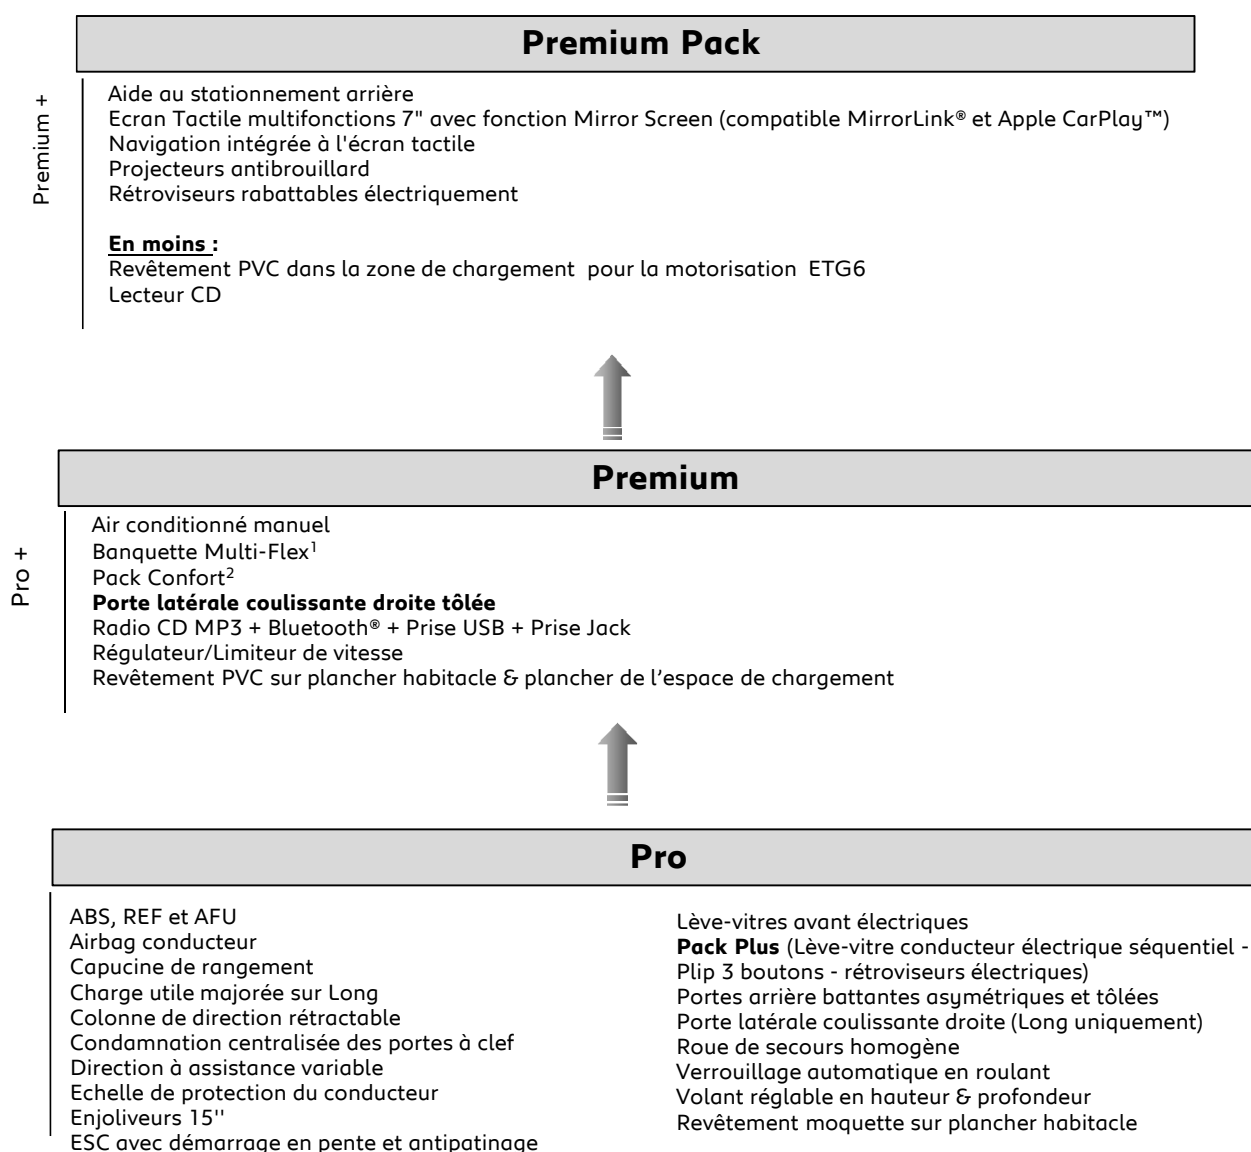 Premium Pack
Premium +
Aide au stationnement arrière
Ecran Tactile multifonctions 7" avec fonction Mirror Screen (compatible MirrorLink® et Apple CarPlay™)
Navigation intégrée à l'écran tactile
Projecteurs antibrouillard
Rétroviseurs rabattables électriquement
En moins :
Revêtement PVC dans la zone de chargement  pour la motorisation  ETG6
Lecteur CD
Premium
Pro +
Air conditionné manuel
Banquette Multi-Flex¹
Pack Confort²
Porte latérale coulissante droite tôlée
Radio CD MP3 + Bluetooth® + Prise USB + Prise Jack
Régulateur/Limiteur de vitesse
Revêtement PVC sur plancher habitacle & plancher de l’espace de chargement
Pro
ABS, REF et AFU
Airbag conducteur
Capucine de rangement
Charge utile majorée sur Long
Colonne de direction rétractable
Condamnation centralisée des portes à clef
Direction à assistance variable
Echelle de protection du conducteur
Enjoliveurs 15''
ESC avec démarrage en pente et antipatinage
Lève-vitres avant électriques
Pack Plus (Lève-vitre conducteur électrique séquentiel -
Plip 3 boutons - rétroviseurs électriques)
Portes arrière battantes asymétriques et tôlées
Porte latérale coulissante droite (Long uniquement)
Roue de secours homogène
Verrouillage automatique en roulant
Volant réglable en hauteur & profondeur
Revêtement moquette sur plancher habitacle